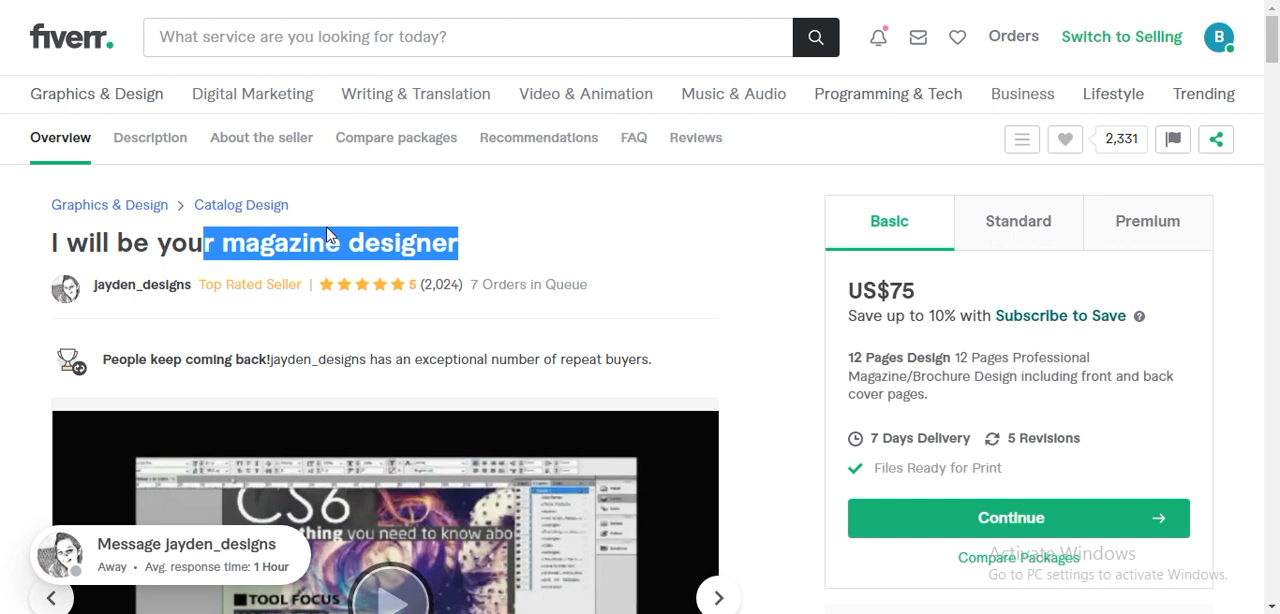 fiverr.
What service are you looking for today?
Orders
Switch to Selling
B
Graphics & Design
Digital Marketing
Writing & Translation
Video & Animation
Music & Audio
Programming & Tech
Business
Lifestyle
Trending
Overview
Description
About the seller
Compare packages
Recommendations
FAQ
Reviews
2,331
Graphics & Design > Catalog Design
I will be your magazine designer
jayden_designs Top Rated Seller | 5 (2,024) 7 Orders in Queue
People keep coming back!jayden_designs has an exceptional number of repeat buyers.
CS6
thing you need to know abo
TOOL FOCUS
Message jayden_designs
Away • Avg. response time: 1 Hour
Basic
Standard
Premium
US$75
Save up to 10% with Subscribe to Save
12 Pages Design 12 Pages Professional
Magazine/Brochure Design including front and back
cover pages.
7 Days Delivery
5 Revisions
Files Ready for Print
Continue
Compare Packages
Activate Windows
Go to PC settings to activate Windows.